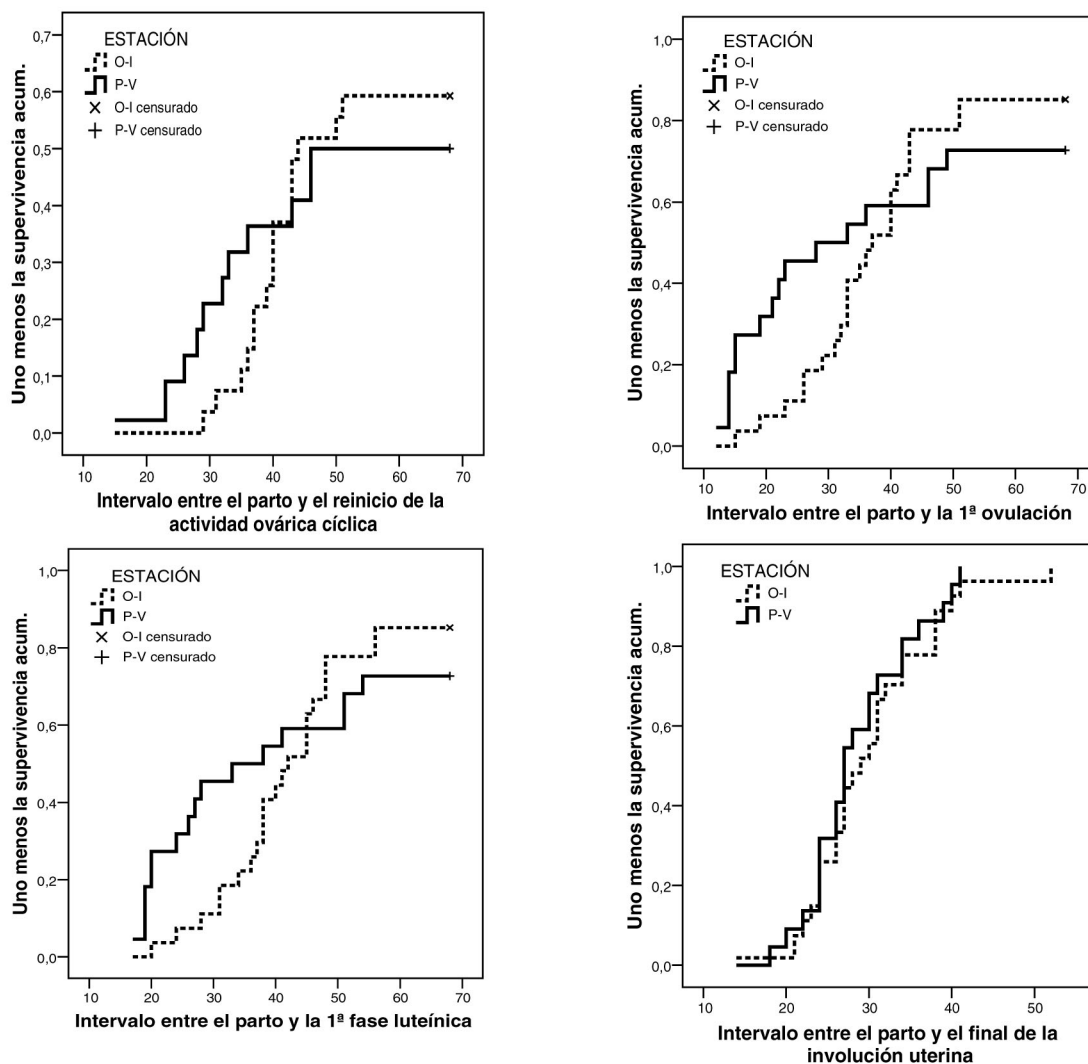 ESTACIÓN
O-I
P-V
O-I censurado
P-V censurado
Uno menos la supervivencia acum.
0,7
0,6
0,5
0,4
0,3
0,2
0,1
0,0
10 20 30 40 50 60 70
Intervalo entre el parto y el reinicio de la
actividad ovárica cíclica
ESTACIÓN
O-I
P-V
O-I censurado
P-V censurado
Uno menos la supervivencia acum.
1,0
0,8
0,6
0,4
0,2
0,0
10 20 30 40 50 60 70
Intervalo entre el parto y la 1ª ovulación
ESTACIÓN
O-I
P-V
O-I censurado
P-V censurado
Uno menos la supervivencia acum.
1,0
0,8
0,6
0,4
0,2
0,0
10 20 30 40 50 60 70
Intervalo entre el parto y la 1ª fase luteínica
ESTACIÓN
O-I
P-V
Uno menos la supervivencia acum.
1,0
0,8
0,6
0,4
0,2
0,0
10 20 30 40 50
Intervalo entre el parto y el final de la
involución uterina